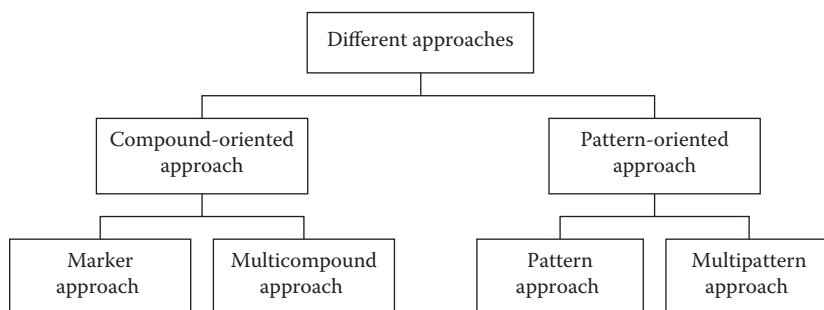 Different approaches
Compound-oriented
approach
Pattern-oriented
approach
Marker
approach
Multicompound
approach
Pattern
approach
Multipattern
approach